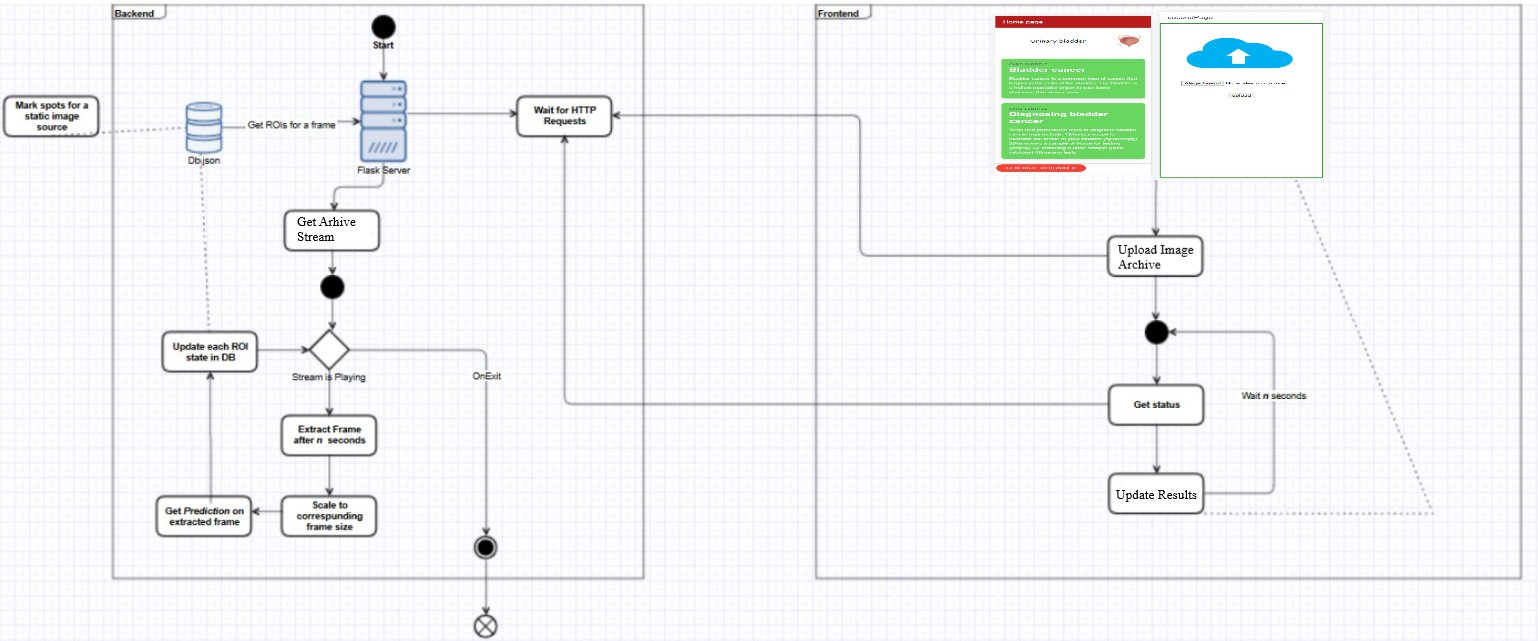 Backend
Start
Mark spots for a
static image
source
Get ROIs for a frame
Db.json
Flask Server
Wait for HTTP
Requests
Get Arhive
Stream
Update each ROI
state in DB
Stream is Playing
OnExit
Extract Frame
after n seconds
Get Prediction on
extracted frame
Scale to
correspunding
frame size
Frontend
Home page
Urinary bladder
Bladder cancer
Diagnosing bladder
cancer
Upload Image
Archive
Get status
Wait n seconds
Update Results